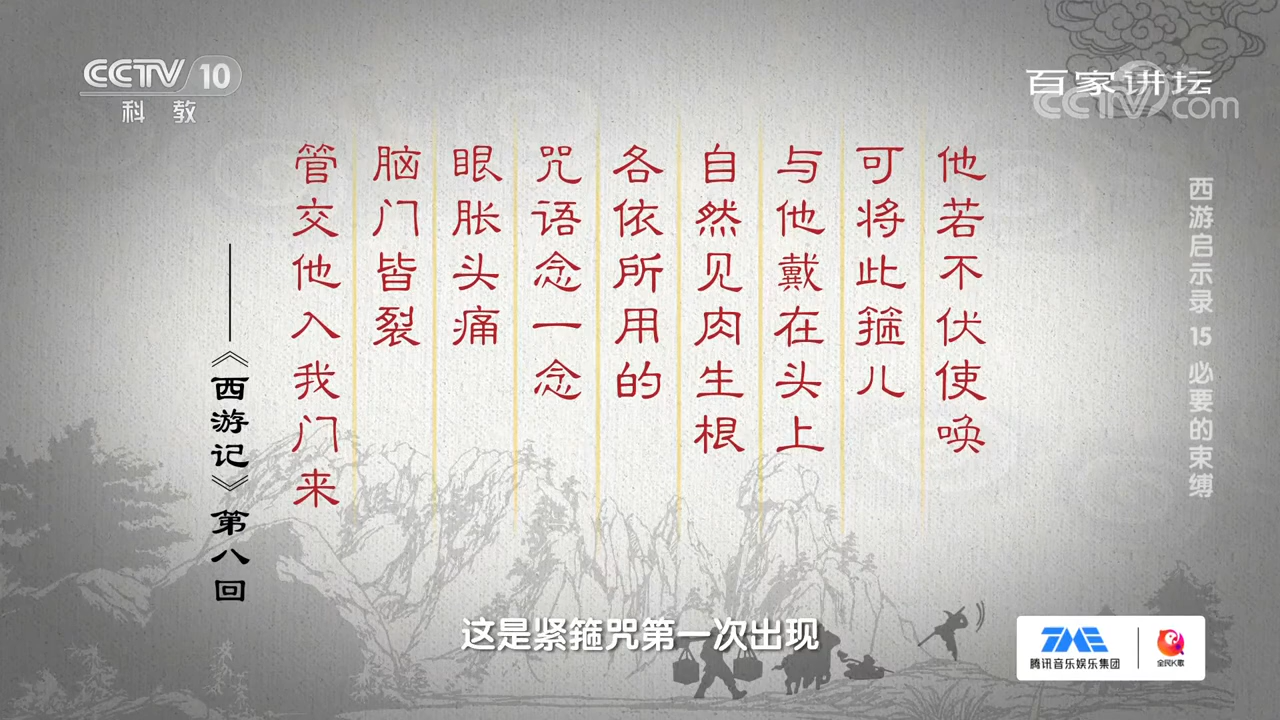 CCTV 10
科教
百家讲坛
CCTV.com
他若不伏使唤
可将此箍儿
与他戴在头上
自然见肉生根
各依所用的
咒语念一念
眼胀头痛
脑门皆裂
管交他入我门来
——《西游记》第八回
西游启示录 15 必要的束缚
这是紧箍咒第一次出现
TME
腾讯音乐娱乐集团
全民K歌